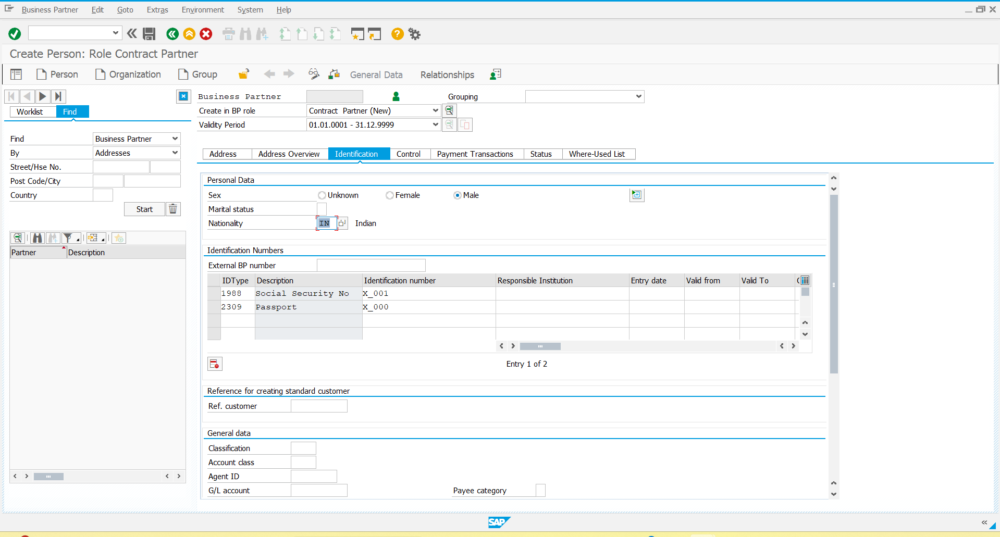 Business Partner Edit Goto Extras Environment System Help
Create Person: Role Contract Partner
Person Organization Group General Data Relationships
Business Partner Grouping
Worklist Find
Create in BP role Contract Partner (New)
Validity Period 01.01.0001 - 31.12.9999
Find Business Partner
By Addresses
Street/Hse No.
Post Code/City
Country
Start
Partner Description
Address Address Overview Identification Control Payment Transactions Status Where-Used List
Personal Data
Sex Unknown Female Male
Marital status
Nationality IN Indian
Identification Numbers
External BP number
IDType Description Identification number Responsible Institution Entry date Valid from Valid To
1988 Social Security No X_001
2309 Passport X_000
Entry 1 of 2
Reference for creating standard customer
Ref. customer
General data
Classification
Account class
Agent ID
G/L account Payee category
SAP